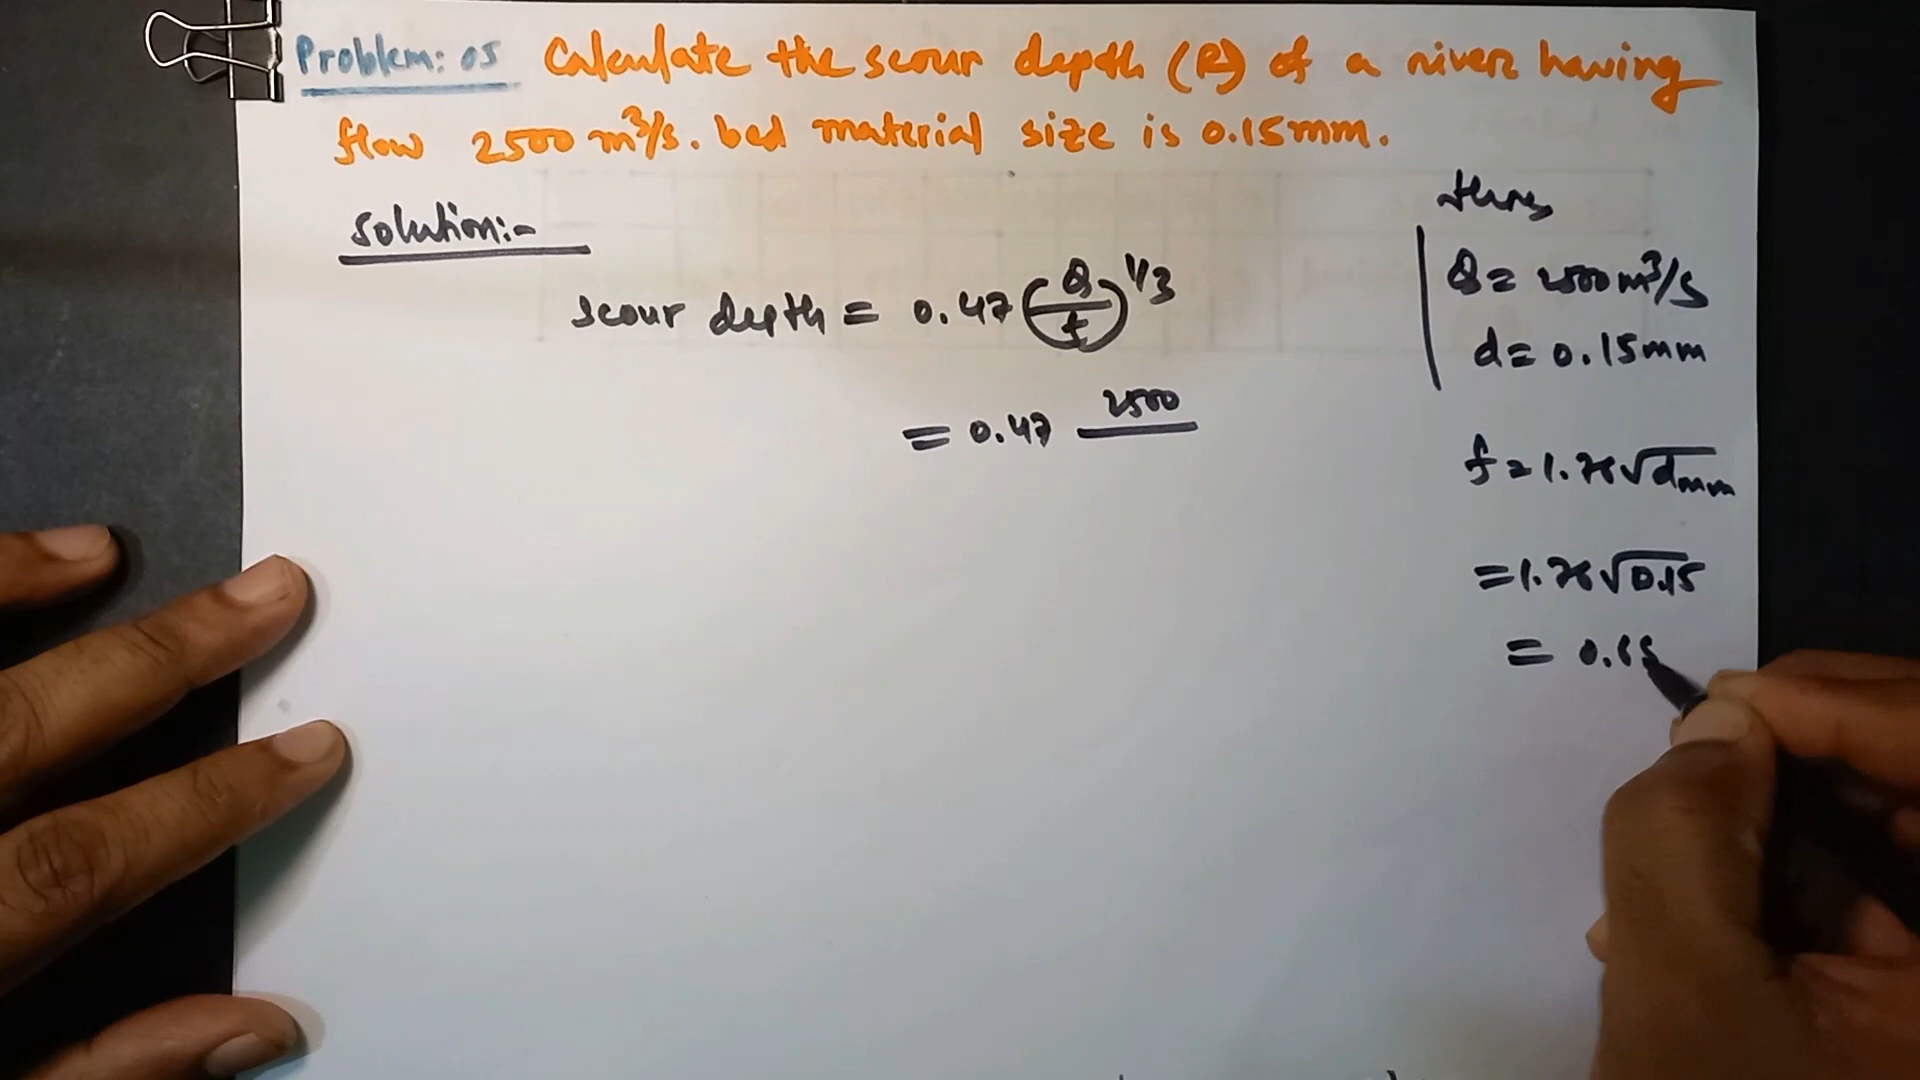 Problem: 05 Calculate the scour depth (R) of a river having
flow 2500 m³/s. bed material size is 0.15mm.
Solution:-
scour depth = 0.47 (Q/f)^1/3
= 0.47 2500
Q = 2500 m³/s
d = 0.15mm
f = 1.76√dmm
= 1.76√0.15
= 0.68